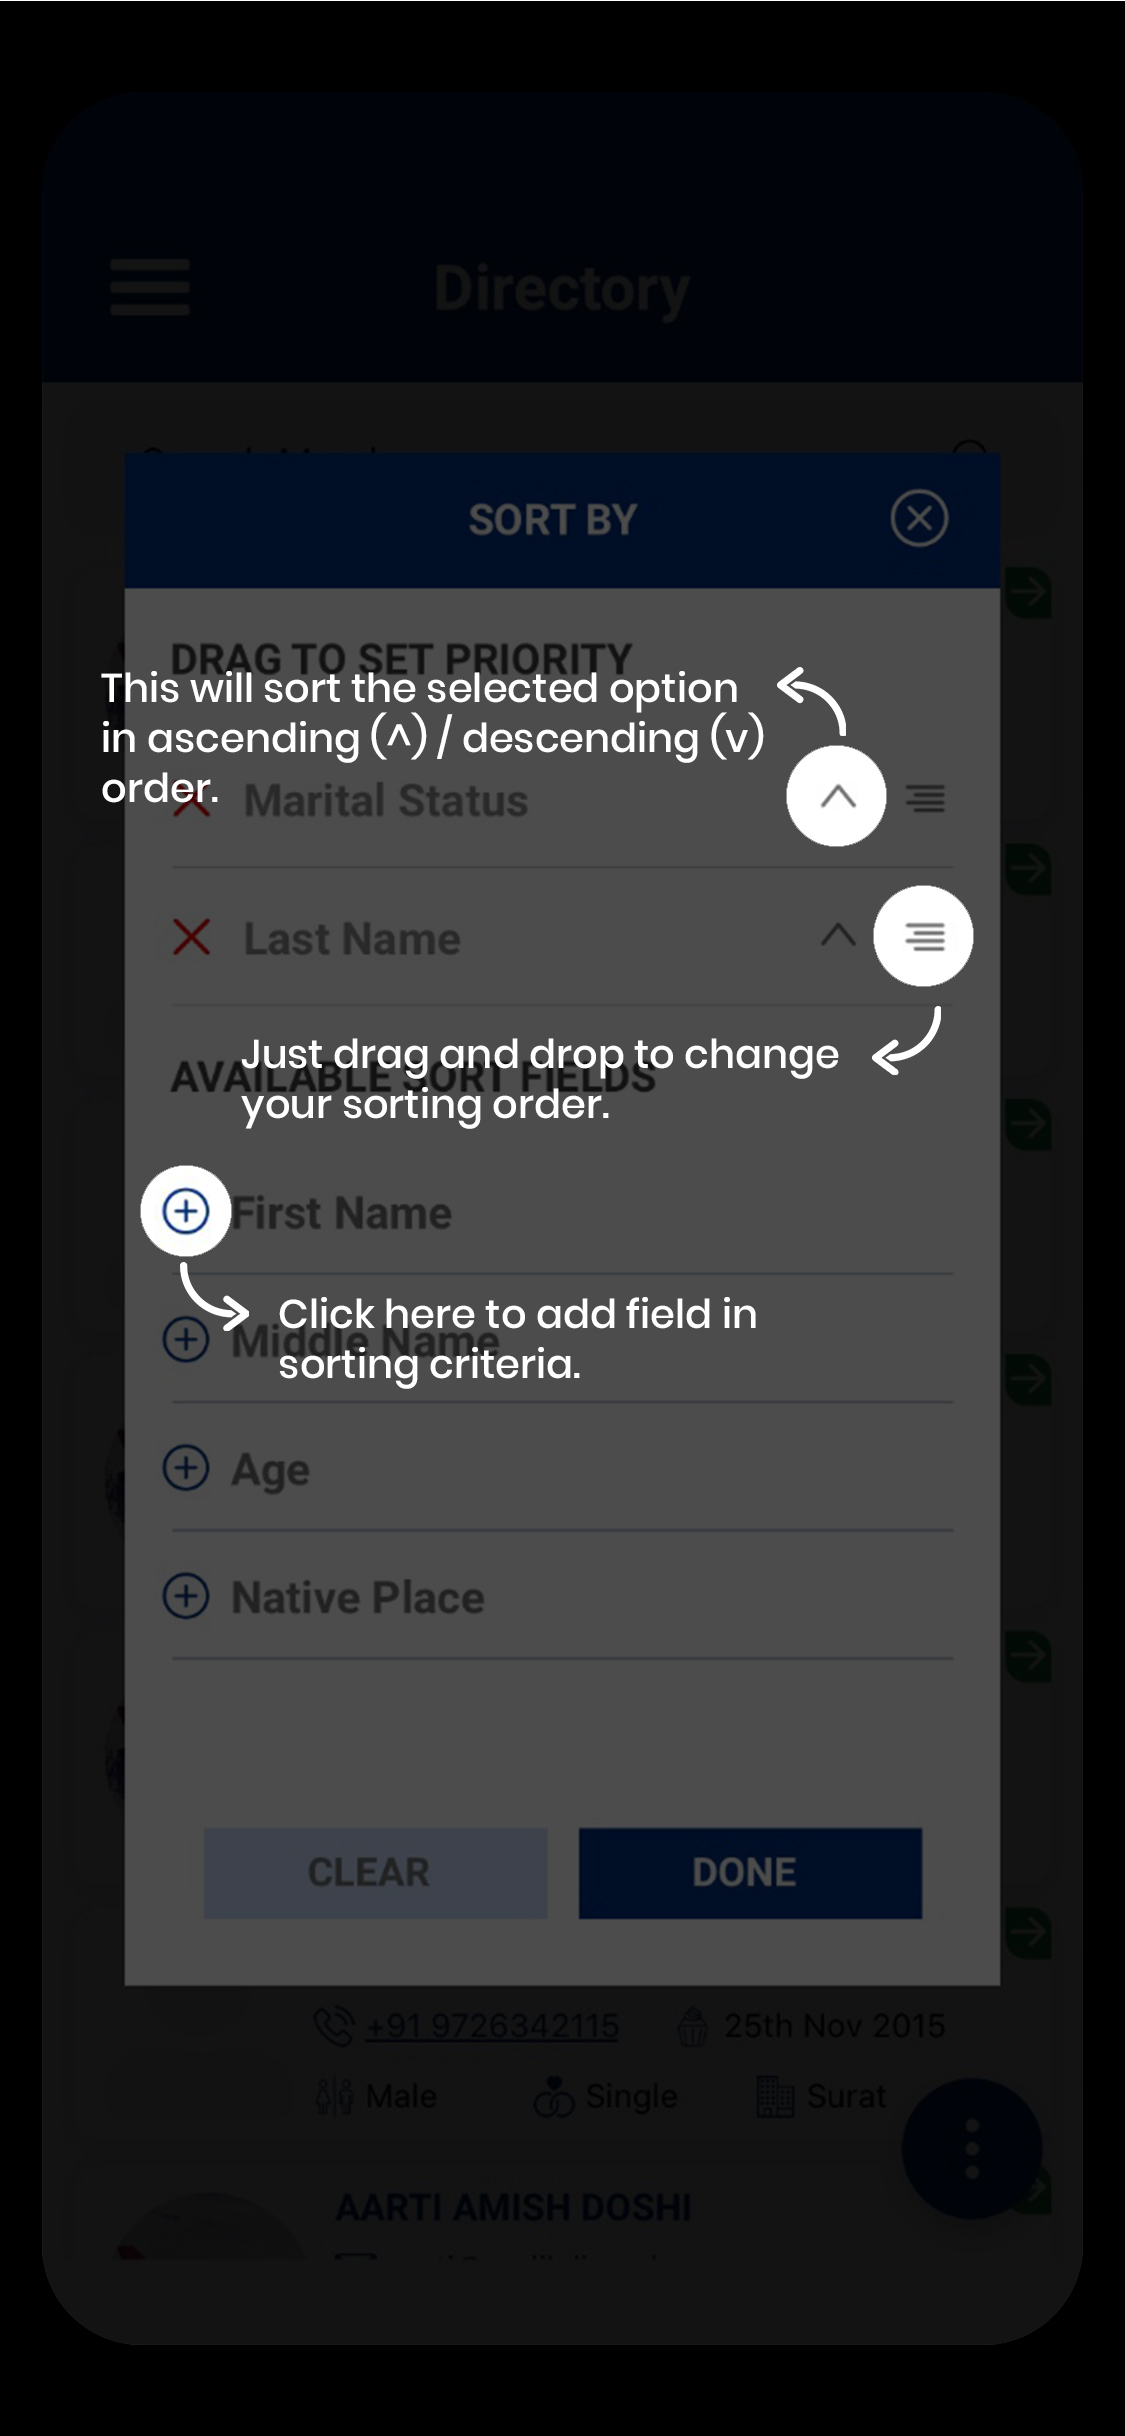 Directory
SORT BY
DRAG TO SET PRIORITY
This will sort the selected option
in ascending (^) / descending (v)
order.
Marital Status
Last Name
AVAILABLE SORT FIELDS
Just drag and drop to change
your sorting order.
First Name
Click here to add field in
sorting criteria.
Middle Name
Age
Native Place
CLEAR
DONE
+91 9726342115
25th Nov 2015
Male
Single
Surat
AARTI AMISH DOSHI